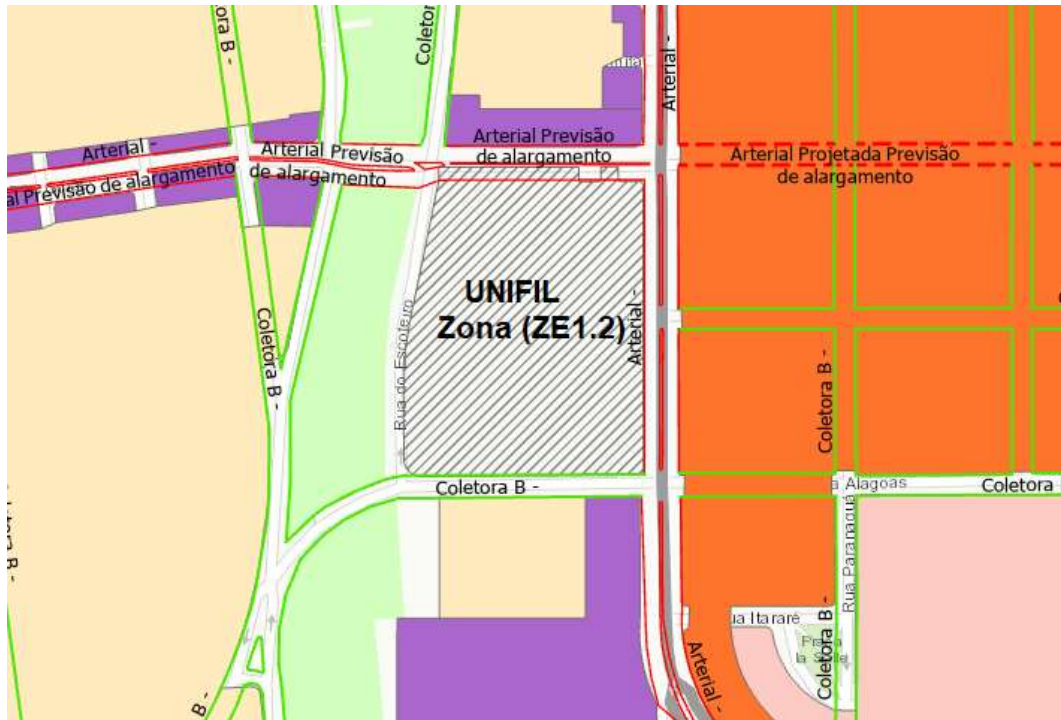 Coletora B -
Coletor
Arterial -
Arterial -
Arterial Previsão
de alargamento
Arterial Previsão
de alargamento
Arterial Projetada Previsão
de alargamento
al Previsão de alargamento
UNIFIL
Zona (ZE1.2)
Arterial -
Rua do Escoteiro
Coletora B -
Coletora B -
Coletora B -
a Alagoas
Coletora
Rua Paranaguá
letora B -
ua Itararé
Coletora B -
Arterial -
B -